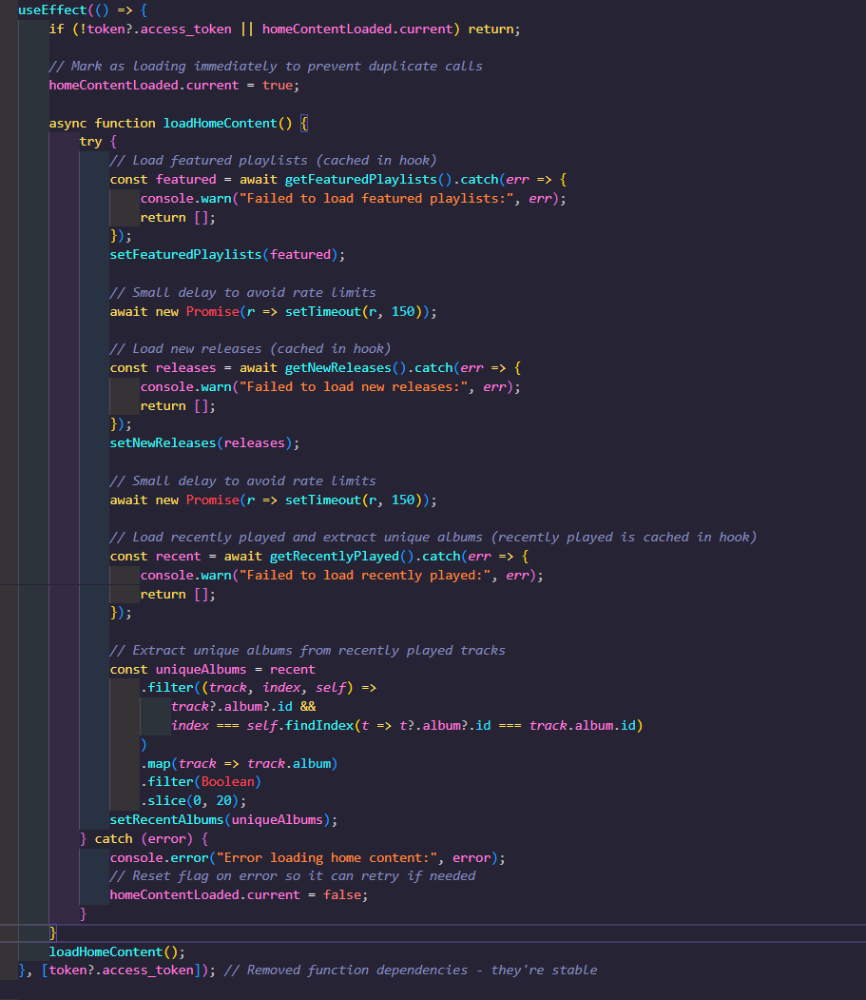 useEffect(() => {
if (!token?.access_token || homeContentLoaded.current) return;
// Mark as loading immediately to prevent duplicate calls
homeContentLoaded.current = true;
async function loadHomeContent() {
try {
// Load featured playlists (cached in hook)
const featured = await getFeaturedPlaylists().catch(err => {
console.warn("Failed to load featured playlists:", err);
return [];
});
setFeaturedPlaylists(featured);
// Small delay to avoid rate limits
await new Promise(r => setTimeout(r, 150));
// Load new releases (cached in hook)
const releases = await getNewReleases().catch(err => {
console.warn("Failed to load new releases:", err);
return [];
});
setNewReleases(releases);
// Small delay to avoid rate limits
await new Promise(r => setTimeout(r, 150));
// Load recently played and extract unique albums (recently played is cached in hook)
const recent = await getRecentlyPlayed().catch(err => {
console.warn("Failed to load recently played:", err);
return [];
});
// Extract unique albums from recently played tracks
const uniqueAlbums = recent
.filter((track, index, self) =>
track?.album?.id &&
index === self.findIndex(t => t?.album?.id === track.album.id)
)
.map(track => track.album)
.filter(Boolean)
.slice(0, 20);
setRecentAlbums(uniqueAlbums);
} catch (error) {
console.error("Error loading home content:", error);
// Reset flag on error so it can retry if needed
homeContentLoaded.current = false;
}
}
loadHomeContent();
}, [token?.access_token]); // Removed function dependencies - they're stable